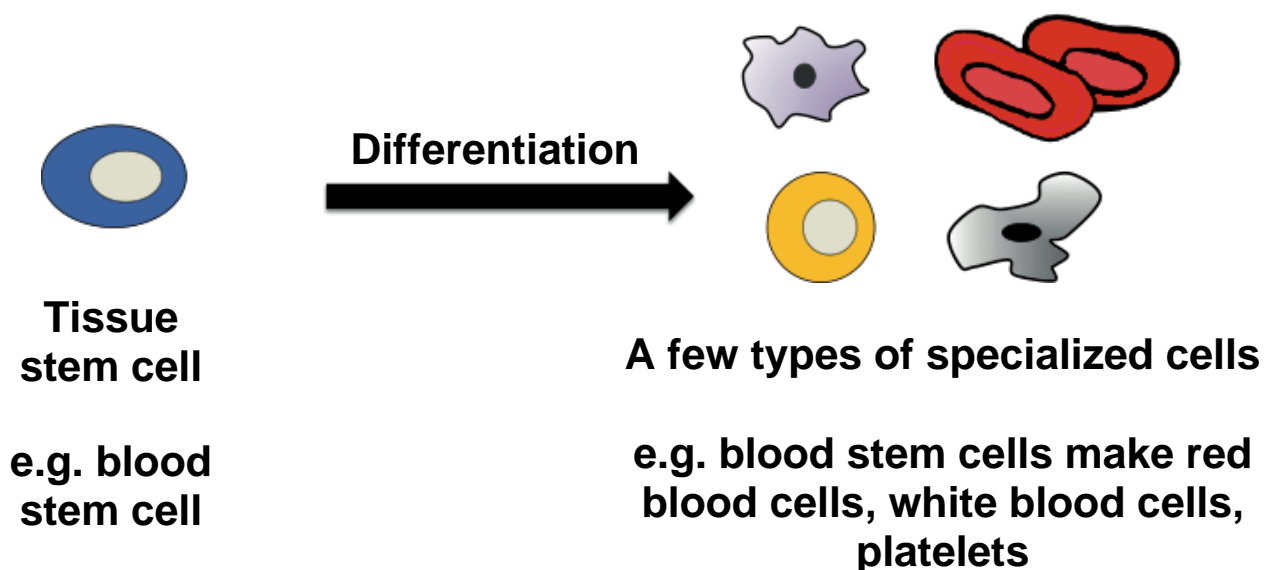 Differentiation
Tissue
stem cell
e.g. blood
stem cell
A few types of specialized cells
e.g. blood stem cells make red
blood cells, white blood cells,
platelets